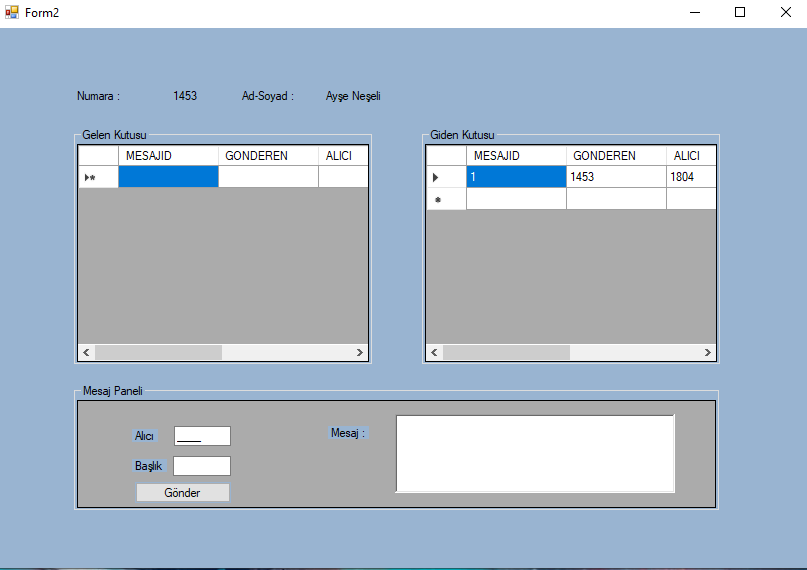 Form2
Numara : 1453 Ad-Soyad : Ayşe Neşeli
Gelen Kutusu
MESAJID GONDEREN ALICI
Giden Kutusu
MESAJID GONDEREN ALICI
1 1453 1804
Mesaj Paneli
Alıcı ____
Başlık
Gönder
Mesaj :